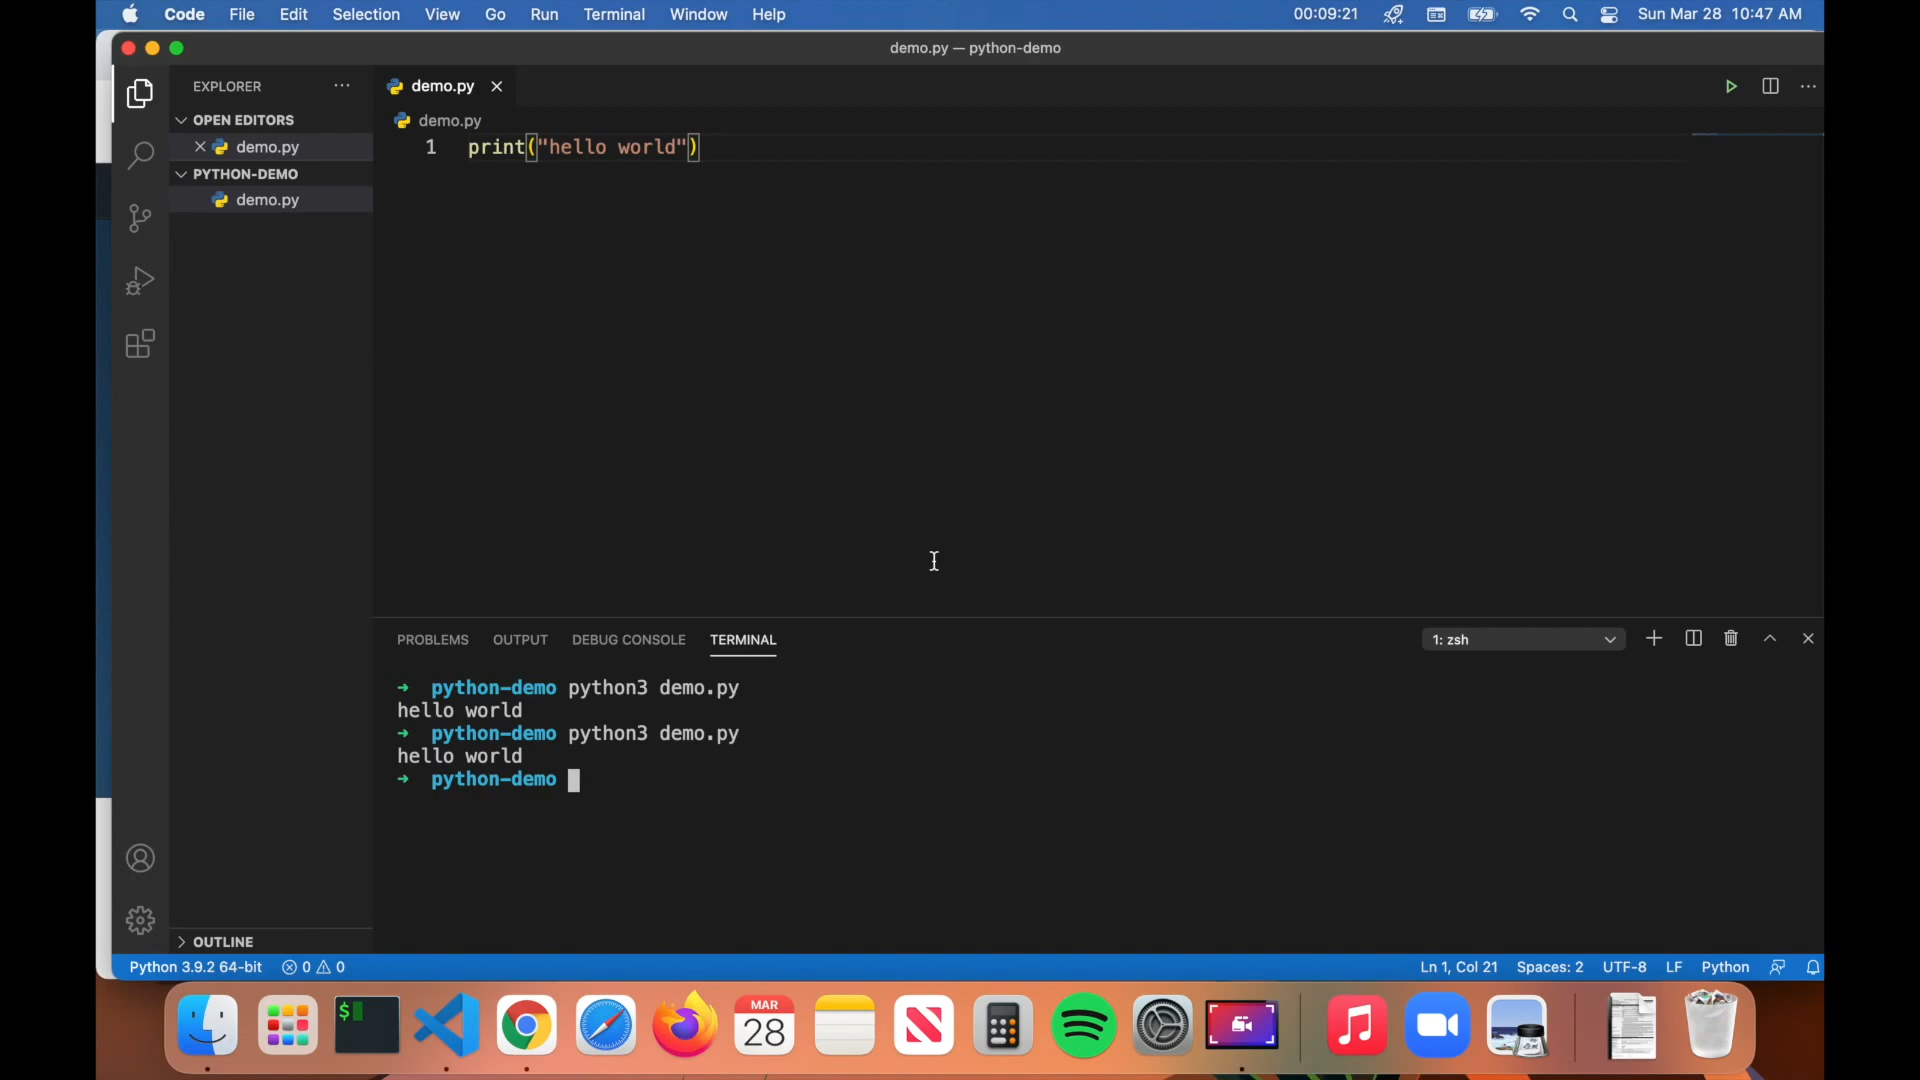 Code File Edit Selection View Go Run Terminal Window Help 00:09:21 Sun Mar 28 10:47 AM
demo.py — python-demo
EXPLORER
demo.py
OPEN EDITORS
demo.py
demo.py
1 print("hello world")
PYTHON-DEMO
demo.py
PROBLEMS OUTPUT DEBUG CONSOLE TERMINAL 1: zsh
➜ python-demo python3 demo.py
hello world
➜ python-demo python3 demo.py
hello world
➜ python-demo
OUTLINE
Python 3.9.2 64-bit 0 0 Ln 1, Col 21 Spaces: 2 UTF-8 LF Python
$
MAR
28